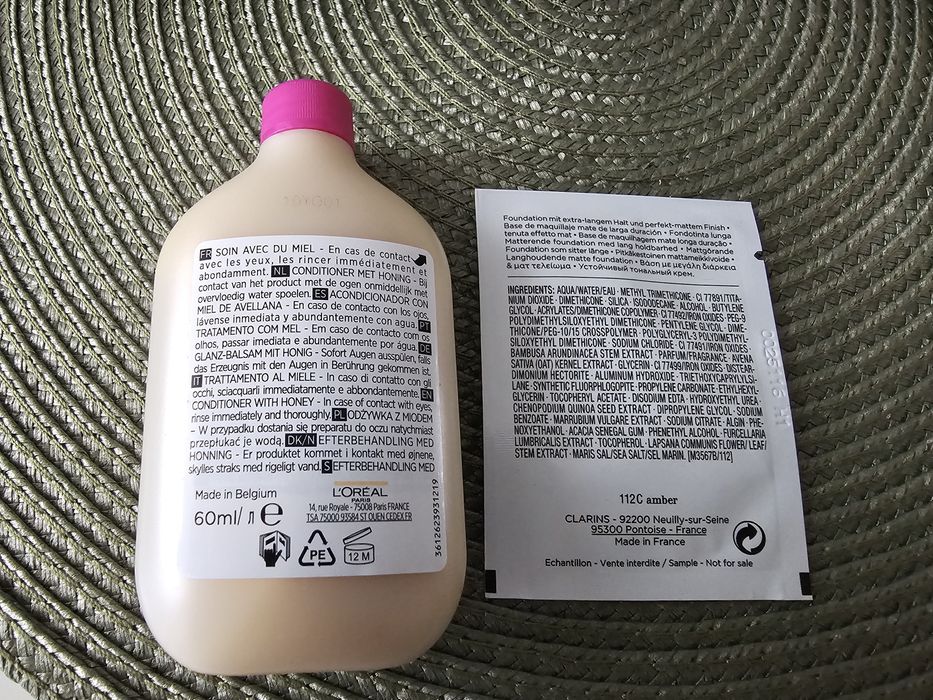 10YG01
FR SOIN AVEC DU MIEL - En cas de contact
avec les yeux, les rincer immédiatement et
abondamment. NL CONDITIONER MET HONING - Bij
contact van het product met de ogen onmiddellijk met
overvloedig water spoelen. ES ACONDICIONADOR CON
MIEL DE AVELLANA - En caso de contacto con los ojos,
lávense inmediata y abundantemente con agua. PT
TRATAMENTO COM MEL - Em caso de contacto com os
olhos, passar imediata e abundantemente por água. DE
GLANZ-BALSAM MIT HONIG - Sofort Augen ausspülen, falls
das Erzeugnis mit den Augen in Berührung gekommen ist.
IT TRATTAMENTO AL MIELE - In caso di contatto con gli
occhi, sciacquarli immediatamente e abbondantemente. EN
CONDITIONER WITH HONEY - In case of contact with eyes,
rinse immediately and thoroughly. PL ODŻYWKA Z MIODEM
- W przypadku dostania się preparatu do oczu natychmiast
przepłukać je wodą. DK/N EFTERBEHANDLING MED
HONNING - Er produktet kommet i kontakt med øjnene,
skylles straks med rigeligt vand. S EFTERBEHANDLING MED
Made in Belgium
60ml/ л e
L'ORÉAL
PARIS
14, rue Royale - 75008 Paris FRANCE
TSA 75000 93584 ST OUEN CEDEX FR
PE
12 M
3612623931219
Foundation mit extra-langem Halt und perfekt-mattem Finish •
Base de maquillaje mate de larga duración • Fondotinta lunga
tenuta effetto mat • Base de maquilhagem mate longa duração •
Matterende foundation med lang holdbarhed • Mattgörande
Foundation som sitter länge • Pitkäkestoinen mattameikkivoide •
Langhoudende matte foundation • Βάση με μεγάλη διάρκεια
& ματ τελείωμα • Устойчивый тональный крем.
INGREDIENTS: AQUA/WATER/EAU · METHYL TRIMETHICONE · CI 77891/TITA-
NIUM DIOXIDE · DIMETHICONE · SILICA · ISODODECANE · ALCOHOL · BUTYLENE
GLYCOL · ACRYLATES/DIMETHICONE COPOLYMER · CI 77492/IRON OXIDES · PEG-9
POLYDIMETHYLSILOXYETHYL DIMETHICONE · PENTYLENE GLYCOL · DIME-
THICONE/PEG-10/15 CROSSPOLYMER · POLYGLYCERYL-3 POLYDIMETHYL-
SILOXYETHYL DIMETHICONE · SODIUM CHLORIDE · CI 77491/IRON OXIDES ·
BAMBUSA ARUNDINACEA STEM EXTRACT · PARFUM/FRAGRANCE · AVENA
SATIVA (OAT) KERNEL EXTRACT · GLYCERIN · CI 77499/IRON OXIDES · DISTEAR-
DIMONIUM HECTORITE · ALUMINUM HYDROXIDE · TRIETHOXYCAPRYLYLSI-
LANE · SYNTHETIC FLUORPHLOGOPITE · PROPYLENE CARBONATE · ETHYLHEXYL-
GLYCERIN · TOCOPHERYL ACETATE · DISODIUM EDTA · HYDROXYETHYL UREA ·
CHENOPODIUM QUINOA SEED EXTRACT · DIPROPYLENE GLYCOL · SODIUM
BENZOATE · MARRUBIUM VULGARE EXTRACT · SODIUM CITRATE · ALGIN · PHE-
NOXYETHANOL · ACACIA SENEGAL GUM · PHENETHYL ALCOHOL · FURCELLARIA
LUMBRICALIS EXTRACT · TOCOPHEROL · LAPSANA COMMUNIS FLOWER/ LEAF/
STEM EXTRACT · MARIS SAL/SEA SALT/SEL MARIN. [M3567B/112]
112C amber
CLARINS - 92200 Neuilly-sur-Seine
95300 Pontoise - France
Made in France
Echantillon - Vente interdite / Sample - Not for sale